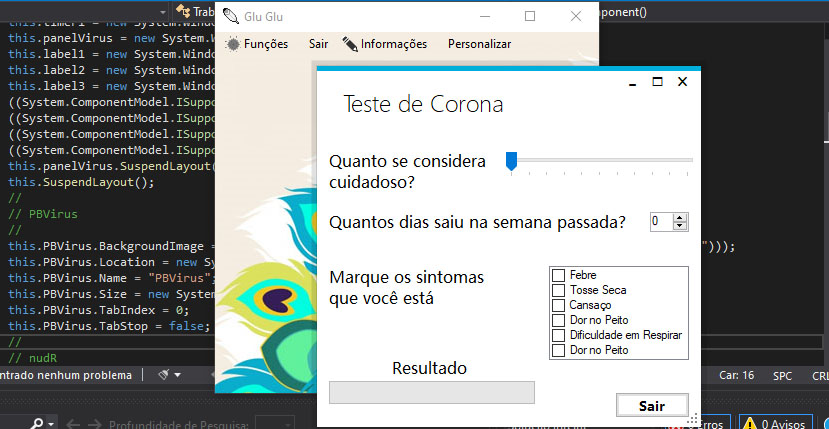 Trab
Glu Glu
ponent()
this.timer1 = new System.Windo
this.panelVirus = new System.W
this.label1 = new System.Windo
this.label2 = new System.Windo
this.label3 = new System.Windo
((System.ComponentModel.ISuppo
((System.ComponentModel.ISuppo
((System.ComponentModel.ISuppo
((System.ComponentModel.ISuppo
this.panelVirus.SuspendLayout(
this.SuspendLayout();
//
// PBVirus
//
this.PBVirus.BackgroundImage =
")));
this.PBVirus.Location = new Sy
this.PBVirus.Name = "PBVirus";
this.PBVirus.Size = new System
this.PBVirus.TabIndex = 0;
this.PBVirus.TabStop = false;
//
// nudR
Funções Sair Informações Personalizar
Teste de Corona
Quanto se considera
cuidadoso?
Quantos dias saiu na semana passada? 0
Marque os sintomas
que você está
Febre
Tosse Seca
Cansaço
Dor no Peito
Dificuldade em Respirar
Dor no Peito
Resultado
Sair
ntrado nenhum problema
Car: 16 SPC CRL
Profundidade de Pesquisa:
0 Erros
0 Avisos